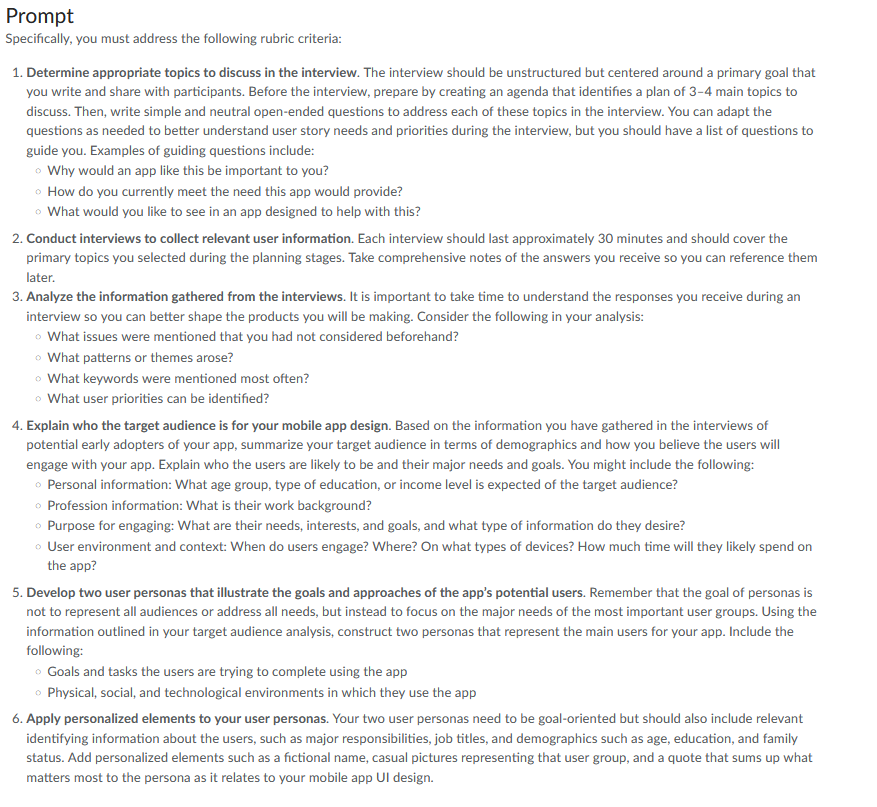 Prompt
Specifically, you must address the following rubric criteria:
1. Determine appropriate topics to discuss in the interview. The interview should be unstructured but centered around a primary goal that
you write and share with participants. Before the interview, prepare by creating an agenda that identifies a plan of 3–4 main topics to
discuss. Then, write simple and neutral open-ended questions to address each of these topics in the interview. You can adapt the
questions as needed to better understand user story needs and priorities during the interview, but you should have a list of questions to
guide you. Examples of guiding questions include:
○ Why would an app like this be important to you?
○ How do you currently meet the need this app would provide?
○ What would you like to see in an app designed to help with this?
2. Conduct interviews to collect relevant user information. Each interview should last approximately 30 minutes and should cover the
primary topics you selected during the planning stages. Take comprehensive notes of the answers you receive so you can reference them
later.
3. Analyze the information gathered from the interviews. It is important to take time to understand the responses you receive during an
interview so you can better shape the products you will be making. Consider the following in your analysis:
○ What issues were mentioned that you had not considered beforehand?
○ What patterns or themes arose?
○ What keywords were mentioned most often?
○ What user priorities can be identified?
4. Explain who the target audience is for your mobile app design. Based on the information you have gathered in the interviews of
potential early adopters of your app, summarize your target audience in terms of demographics and how you believe the users will
engage with your app. Explain who the users are likely to be and their major needs and goals. You might include the following:
○ Personal information: What age group, type of education, or income level is expected of the target audience?
○ Profession information: What is their work background?
○ Purpose for engaging: What are their needs, interests, and goals, and what type of information do they desire?
○ User environment and context: When do users engage? Where? On what types of devices? How much time will they likely spend on
the app?
5. Develop two user personas that illustrate the goals and approaches of the app's potential users. Remember that the goal of personas is
not to represent all audiences or address all needs, but instead to focus on the major needs of the most important user groups. Using the
information outlined in your target audience analysis, construct two personas that represent the main users for your app. Include the
following:
○ Goals and tasks the users are trying to complete using the app
○ Physical, social, and technological environments in which they use the app
6. Apply personalized elements to your user personas. Your two user personas need to be goal-oriented but should also include relevant
identifying information about the users, such as major responsibilities, job titles, and demographics such as age, education, and family
status. Add personalized elements such as a fictional name, casual pictures representing that user group, and a quote that sums up what
matters most to the persona as it relates to your mobile app UI design.